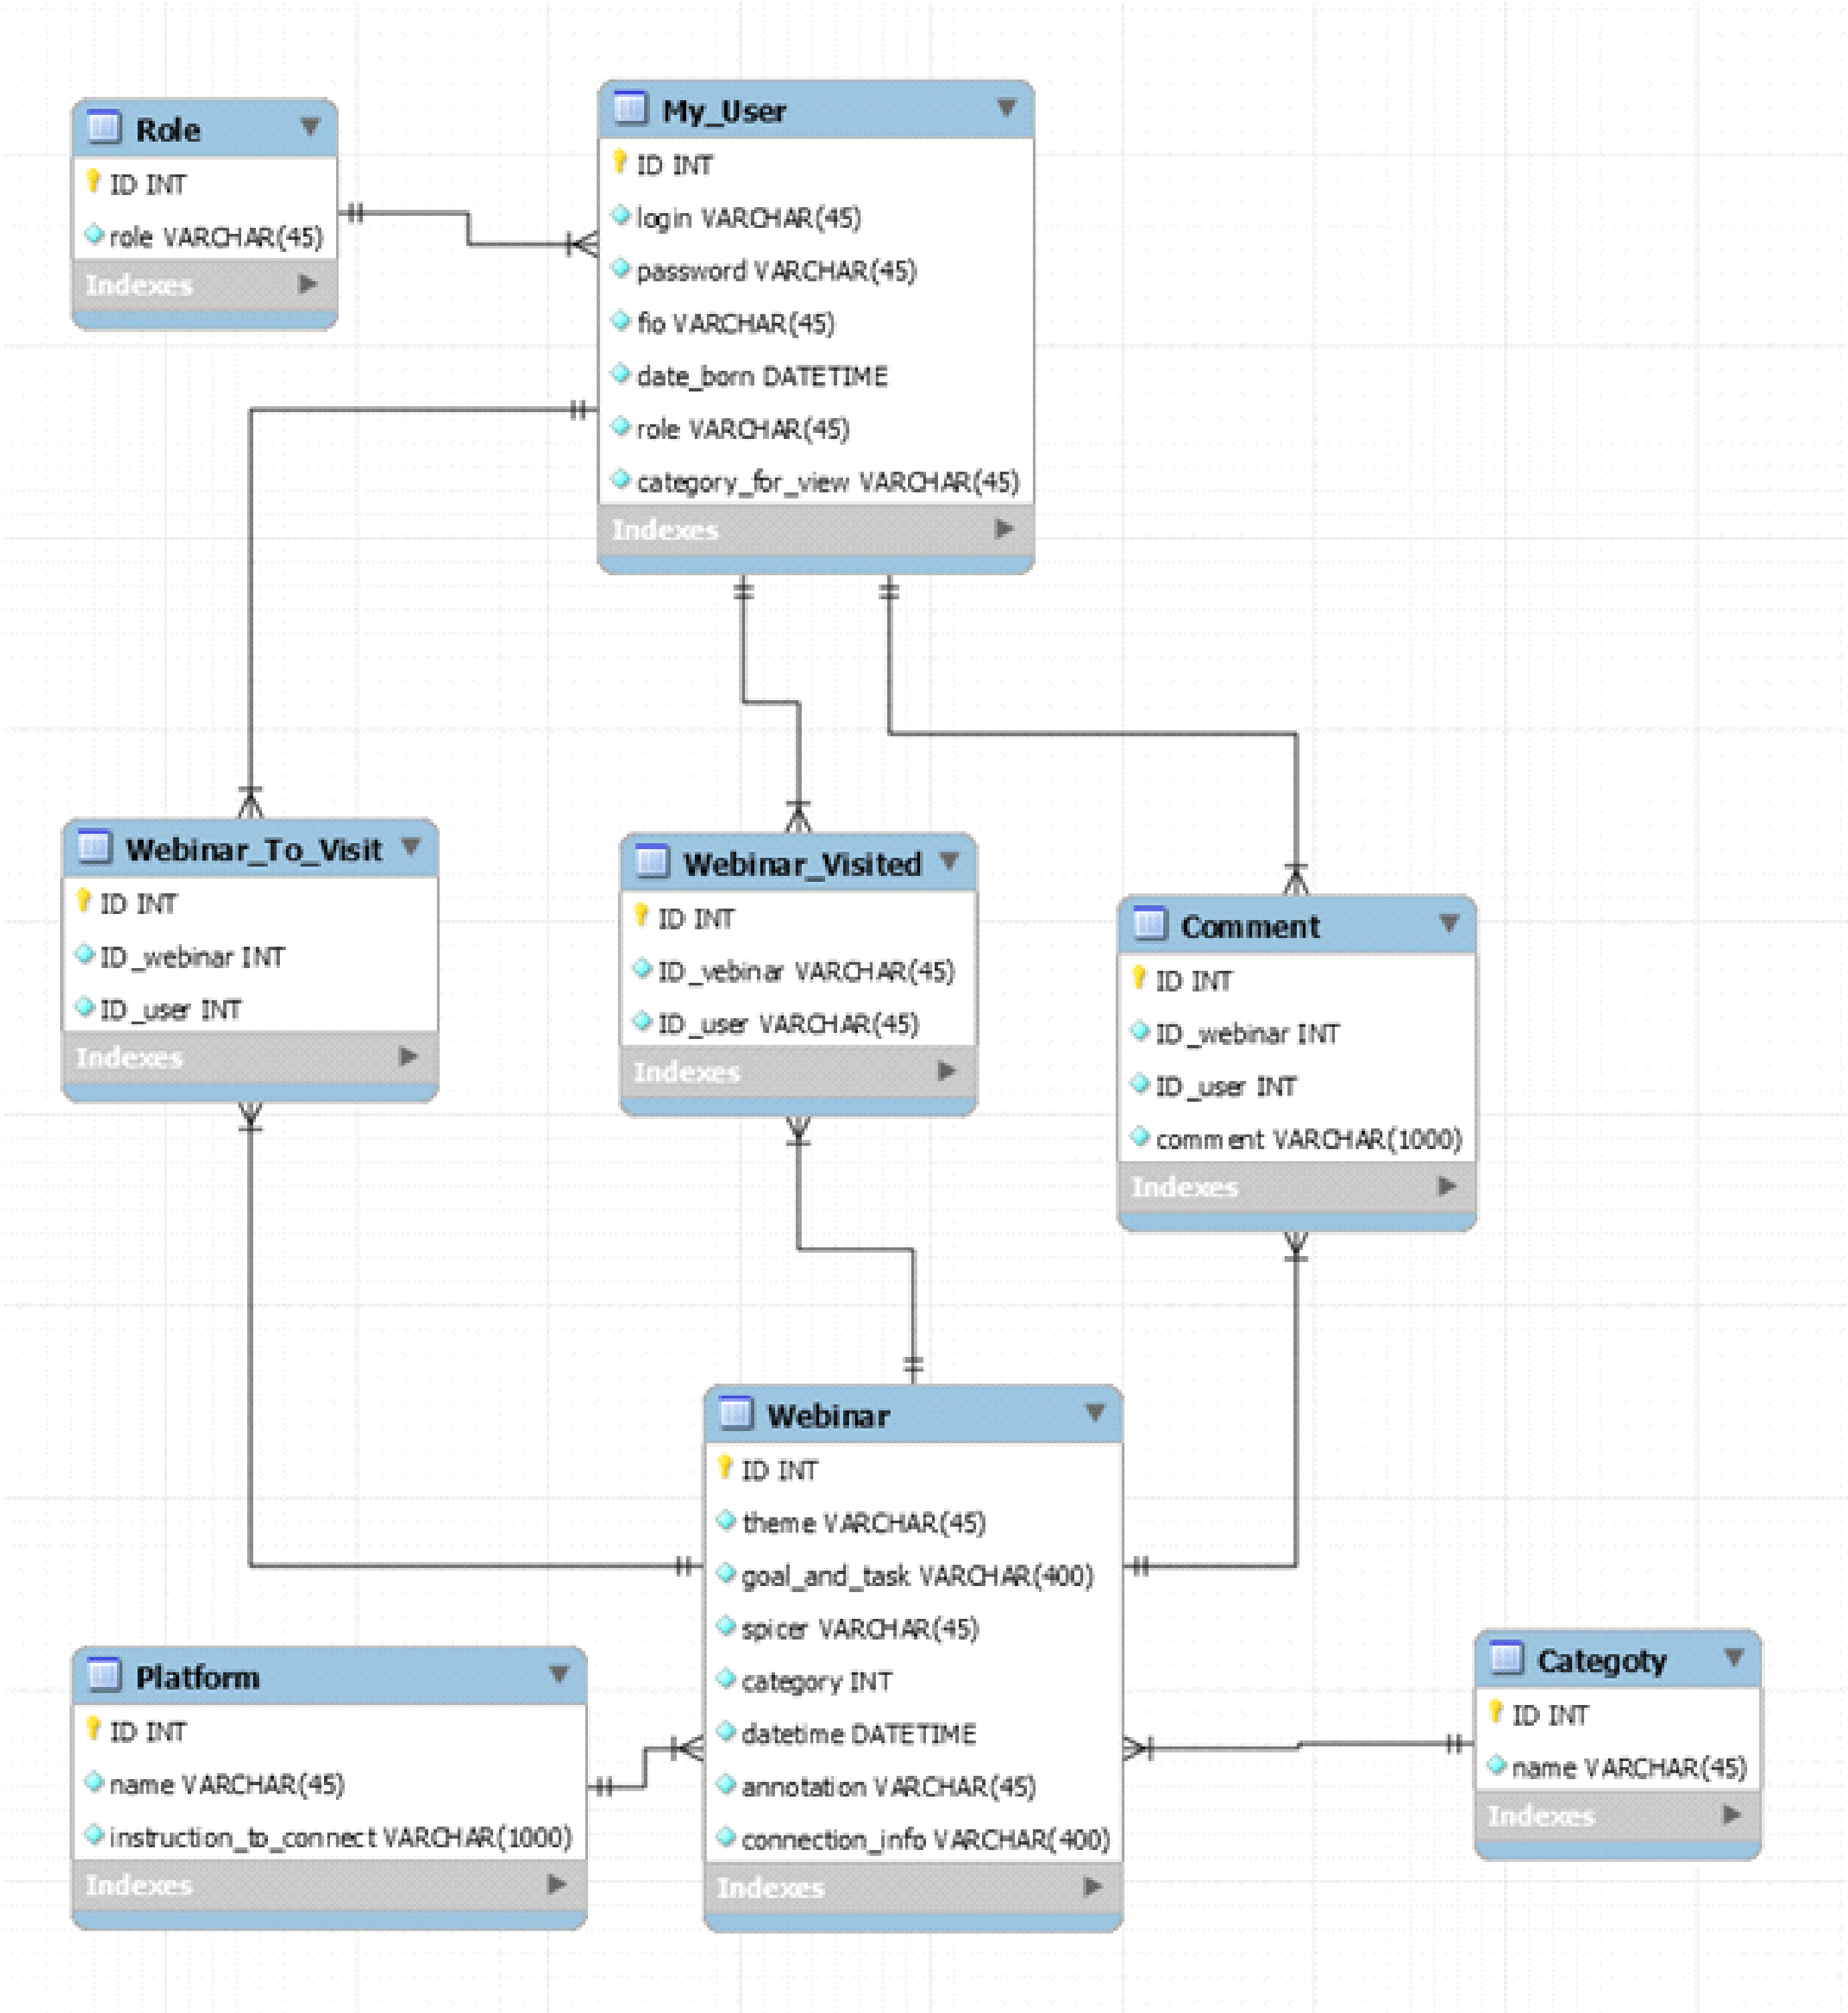 Role
ID INT
role VARCHAR(45)
Indexes
My_User
ID INT
login VARCHAR(45)
password VARCHAR(45)
fio VARCHAR(45)
date_born DATETIME
role VARCHAR(45)
category_for_view VARCHAR(45)
Indexes
Webinar_To_Visit
ID INT
ID_webinar INT
ID_user INT
Indexes
Webinar_Visited
ID INT
ID_vebinar VARCHAR(45)
ID_user VARCHAR(45)
Indexes
Comment
ID INT
ID_webinar INT
ID_user INT
comment VARCHAR(1000)
Indexes
Webinar
ID INT
theme VARCHAR(45)
goal_and_task VARCHAR(400)
spicer VARCHAR(45)
category INT
datetime DATETIME
annotation VARCHAR(45)
connection_info VARCHAR(400)
Indexes
Platform
ID INT
name VARCHAR(45)
instruction_to_connect VARCHAR(1000)
Indexes
Categoty
ID INT
name VARCHAR(45)
Indexes